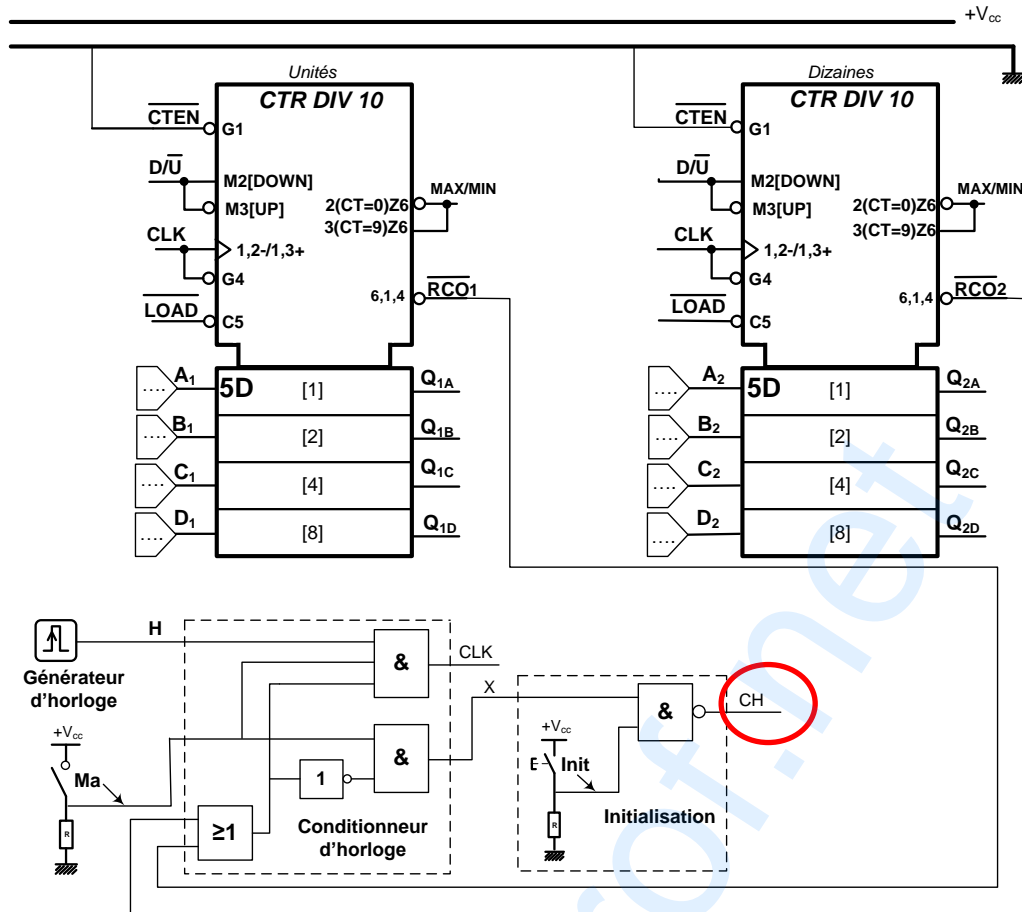 +Vcc
Unités
CTR DIV 10
CTEN
G1
D/U
M2[DOWN]
M3[UP]
MAX/MIN
2(CT=0)Z6
3(CT=9)Z6
CLK
1,2-/1,3+
G4
6,1,4
RCO1
LOAD
C5
A1
5D
[1]
Q1A
B1
[2]
Q1B
C1
[4]
Q1C
D1
[8]
Q1D
Dizaines
CTR DIV 10
CTEN
G1
D/U
M2[DOWN]
M3[UP]
MAX/MIN
2(CT=0)Z6
3(CT=9)Z6
CLK
1,2-/1,3+
G4
6,1,4
RCO2
LOAD
C5
A2
5D
[1]
Q2A
B2
[2]
Q2B
C2
[4]
Q2C
D2
[8]
Q2D
H
Générateur
d'horloge
&
CLK
X
+Vcc
Ma
R
&
1
≥1
Conditionneur
d'horloge
+Vcc
E
Init
R
&
CH
Initialisation
of.net